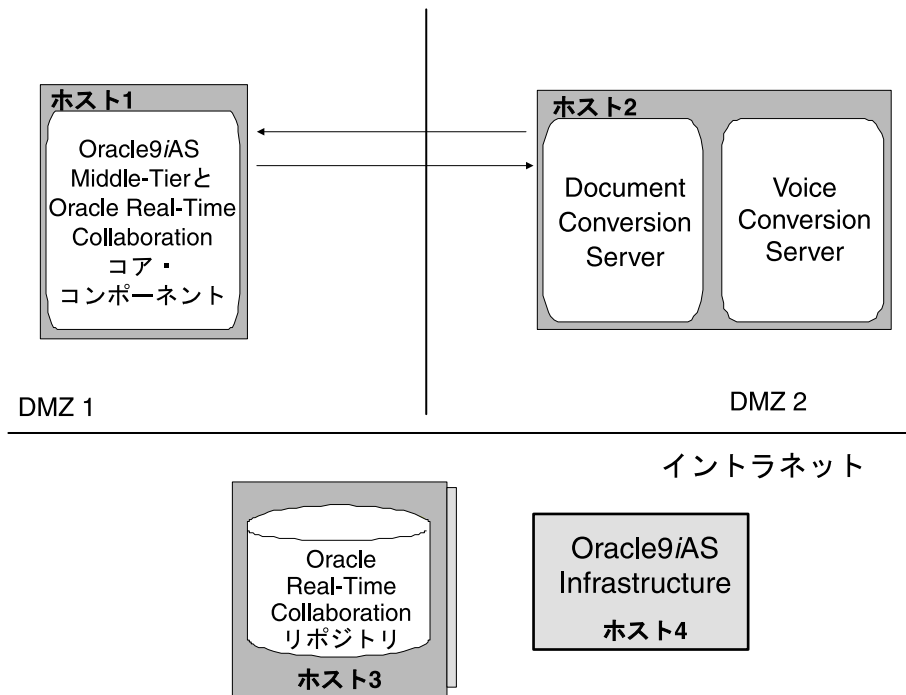 ホスト1
Oracle9iAS
Middle-Tierと
Oracle Real-Time
Collaboration
コア・
コンポーネント
ホスト2
Document
Conversion
Server
Voice
Conversion
Server
DMZ 1
DMZ 2
イントラネット
Oracle
Real-Time
Collaboration
リポジトリ
ホスト3
Oracle9iAS
Infrastructure
ホスト4